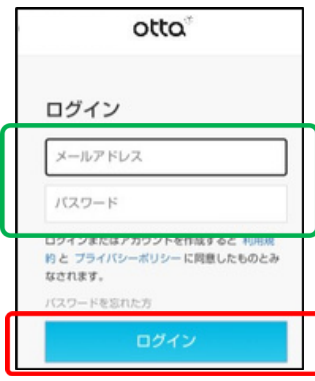 otta
ログイン
メールアドレス
パスワード
ログインまたはアカウントを作成すると 利用規
約 と プライバシーポリシー に同意したものとみ
なされます。
パスワードを忘れた方
ログイン